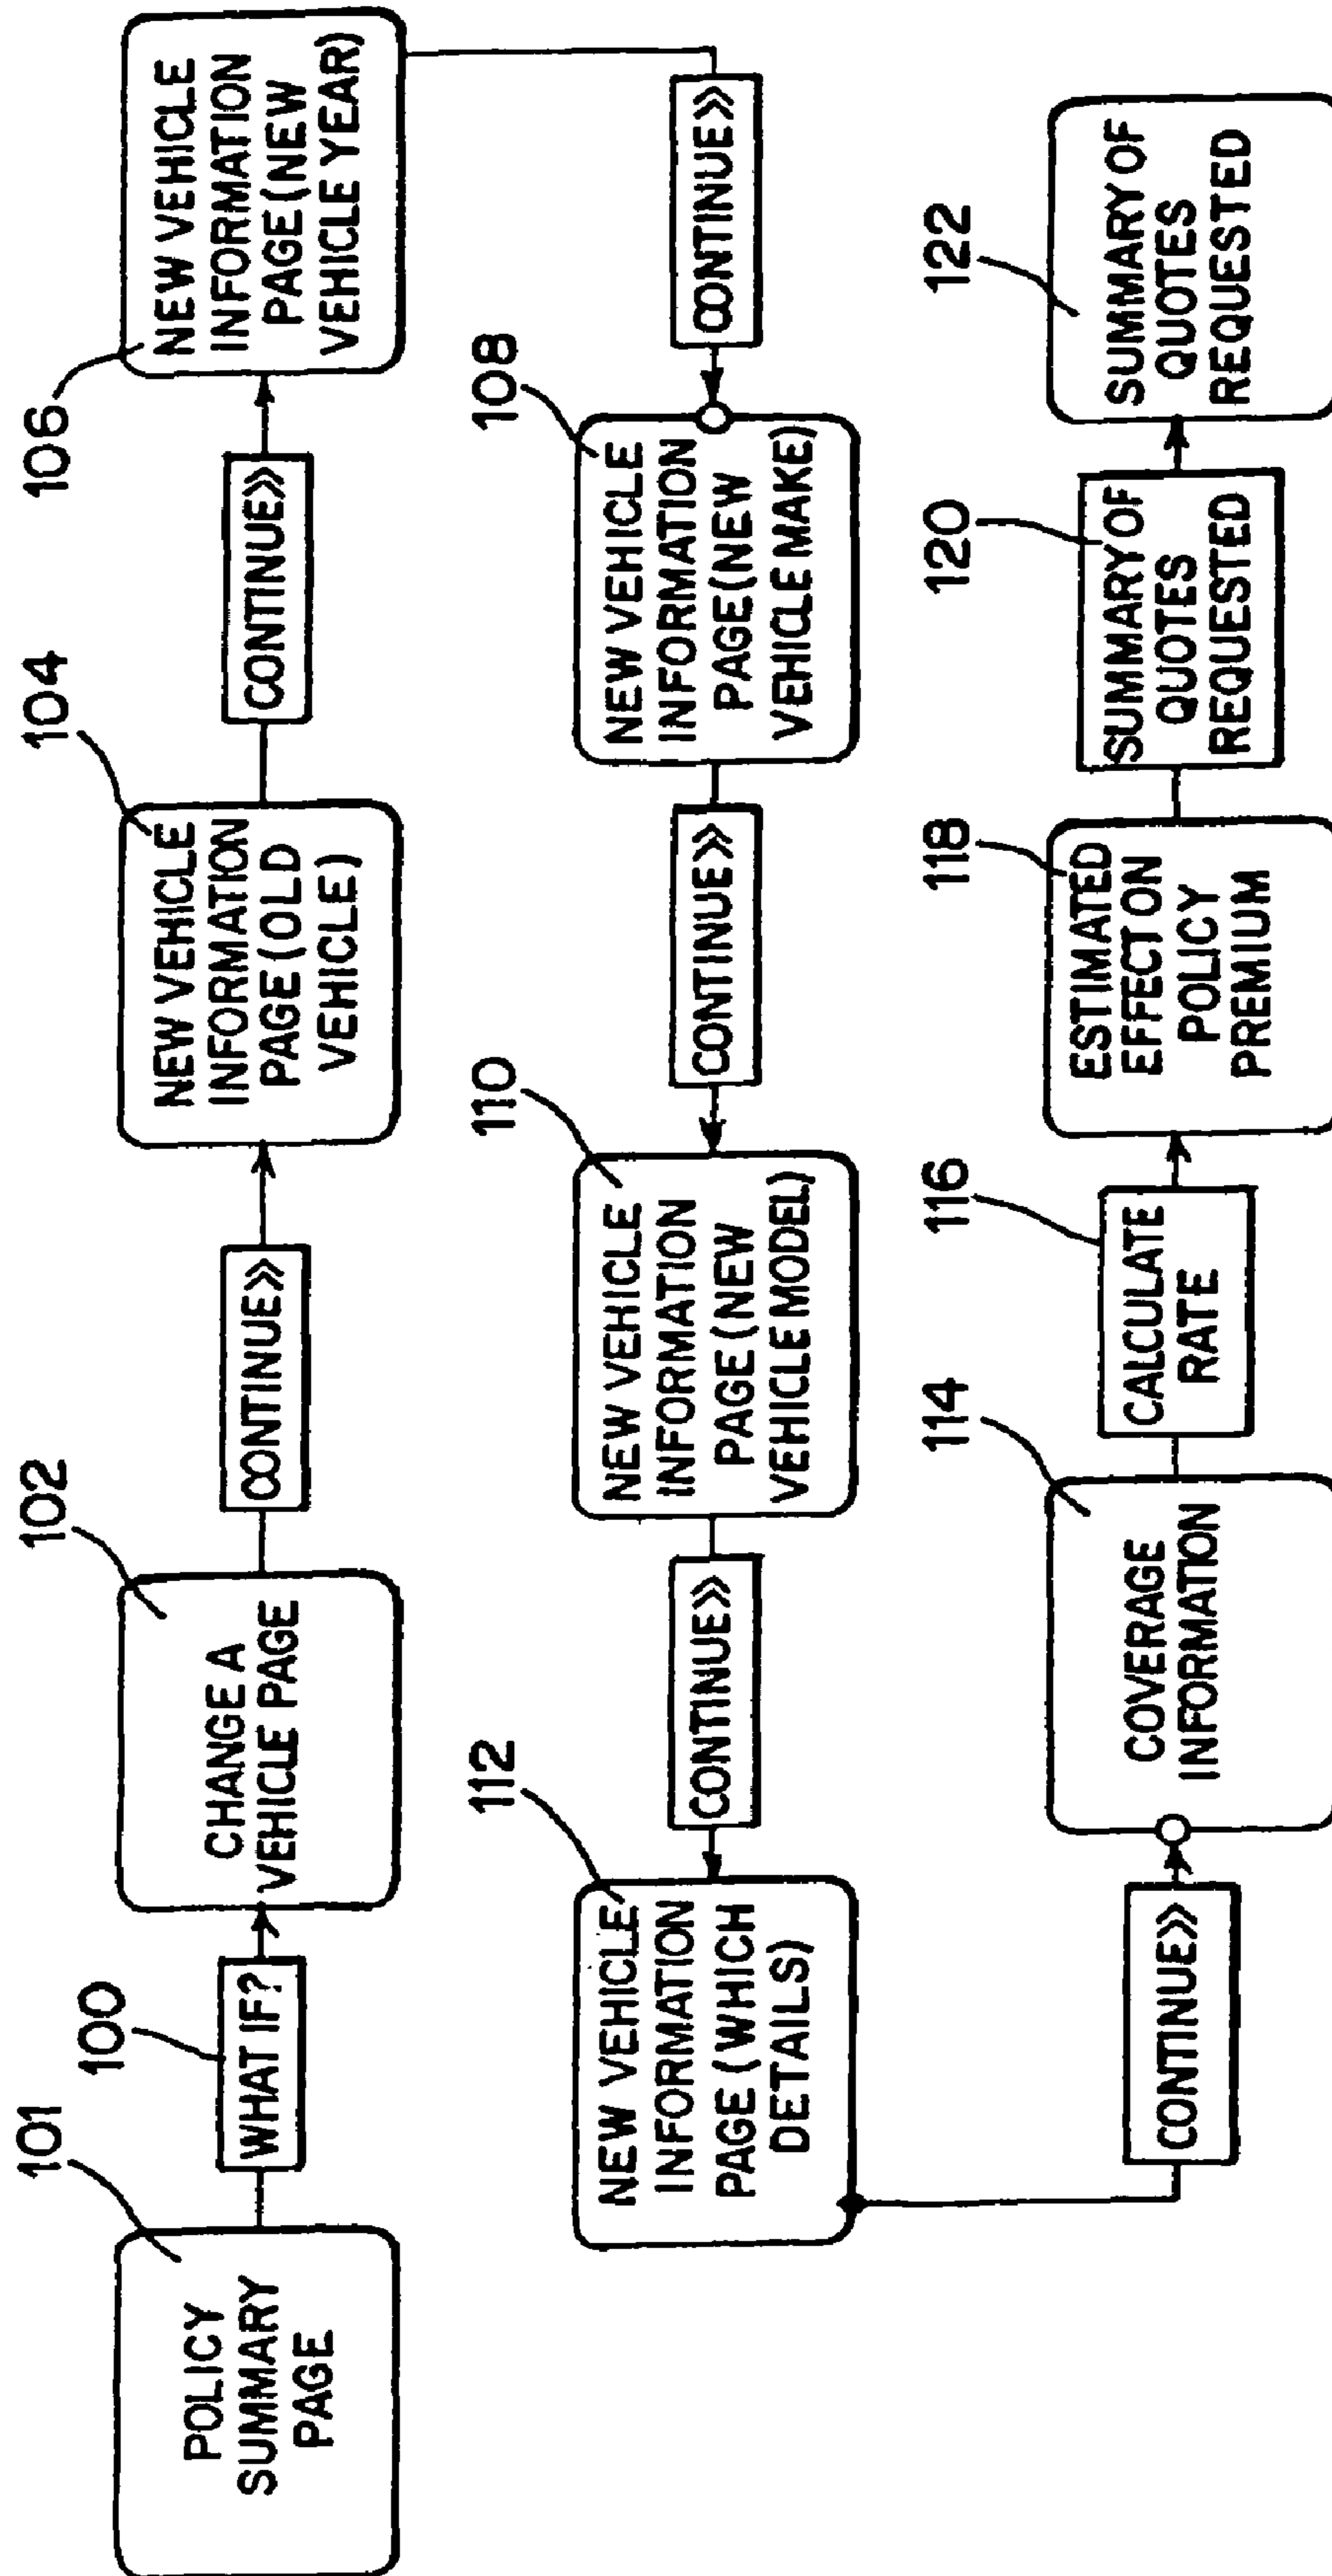 101
POLICY
SUMMARY
PAGE
100
WHAT IF?
102
CHANGE A
VEHICLE PAGE
CONTINUE»
104
NEW VEHICLE
INFORMATION
PAGE (OLD
VEHICLE)
CONTINUE»
106
NEW VEHICLE
INFORMATION
PAGE (NEW
VEHICLE YEAR)
CONTINUE»
108
NEW VEHICLE
INFORMATION
PAGE (NEW
VEHICLE MAKE)
CONTINUE»
110
NEW VEHICLE
INFORMATION
PAGE (NEW
VEHICLE MODEL)
CONTINUE»
112
NEW VEHICLE
INFORMATION
PAGE (WHICH
DETAILS)
CONTINUE»
114
COVERAGE
INFORMATION
116
CALCULATE
RATE
118
ESTIMATED
EFFECT ON
POLICY
PREMIUM
120
SUMMARY OF
QUOTES
REQUESTED
122
SUMMARY OF
QUOTES
REQUESTED